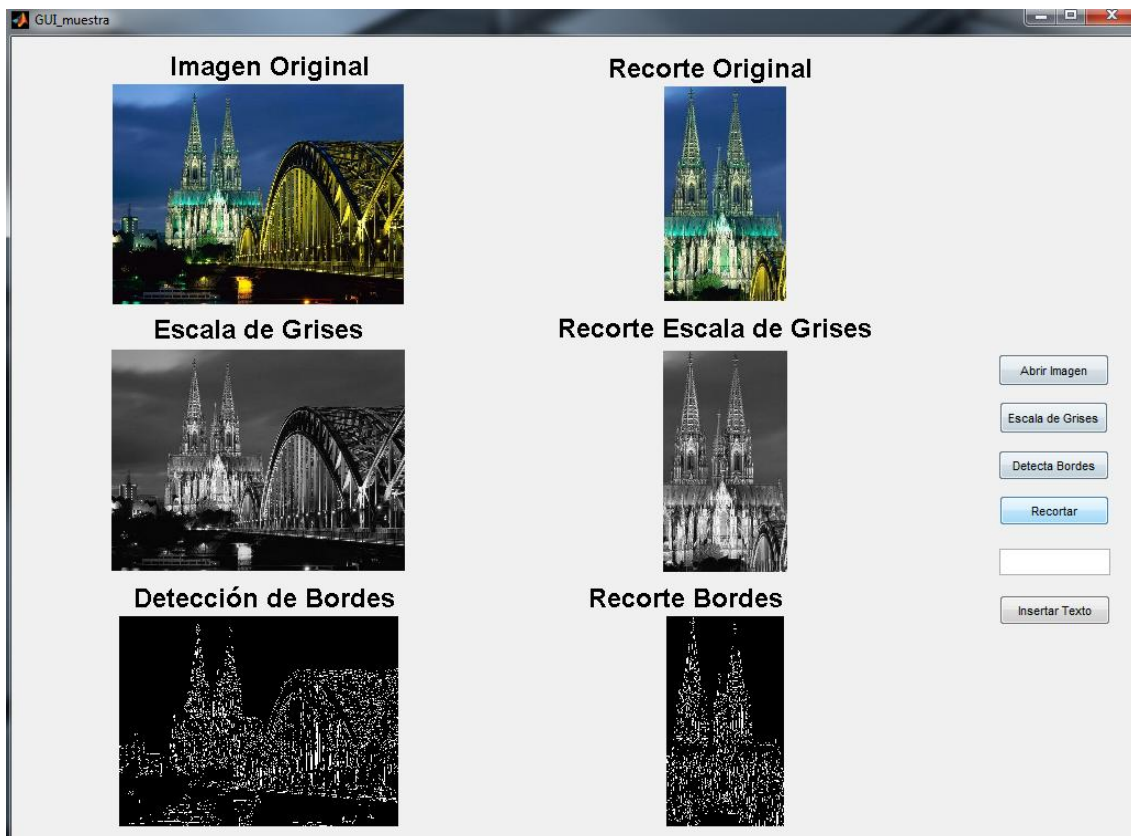 GUI_muestra
Imagen Original
Recorte Original
Escala de Grises
Recorte Escala de Grises
Abrir Imagen
Escala de Grises
Detecta Bordes
Recortar
Detección de Bordes
Recorte Bordes
Insertar Texto